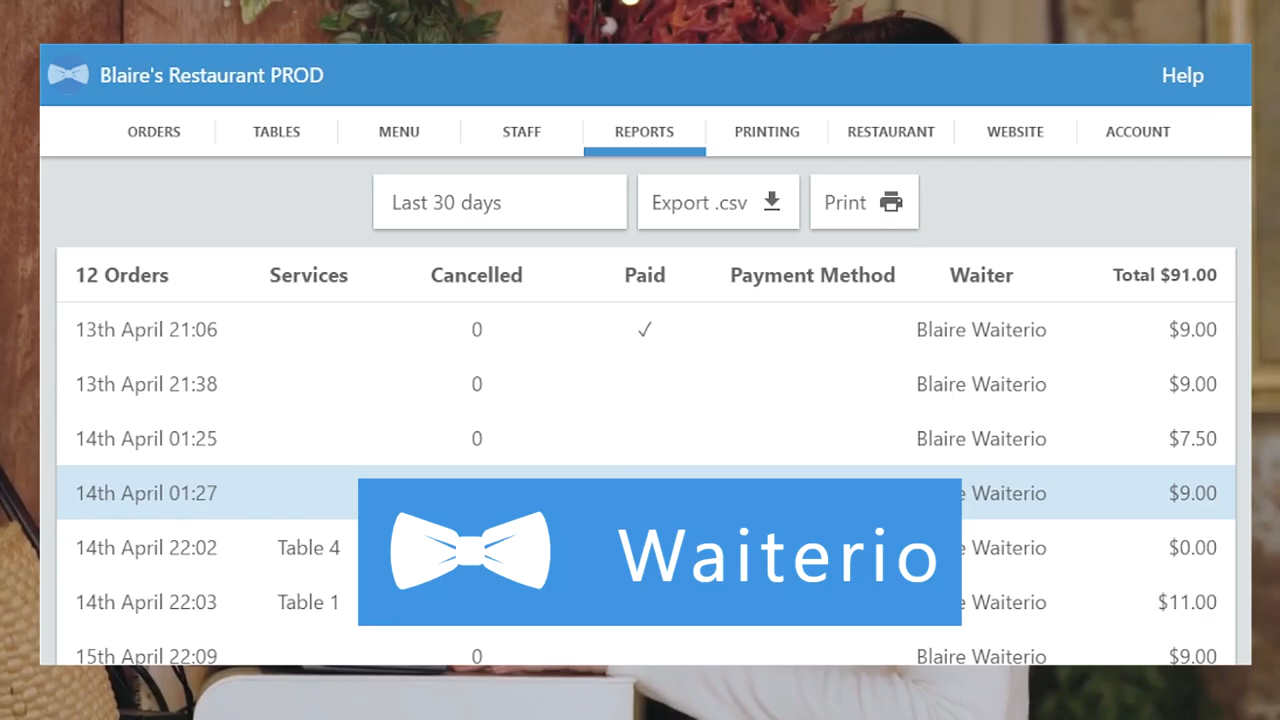 Blaire's Restaurant PROD Help
ORDERS TABLES MENU STAFF REPORTS PRINTING RESTAURANT WEBSITE ACCOUNT
Last 30 days Export .csv Print
12 Orders Services Cancelled Paid Payment Method Waiter Total $91.00
13th April 21:06 0 ✓ Blaire Waiterio $9.00
13th April 21:38 0 Blaire Waiterio $9.00
14th April 01:25 0 Blaire Waiterio $7.50
14th April 01:27 e Waiterio $9.00
14th April 22:02 Table 4 e Waiterio $0.00
14th April 22:03 Table 1 e Waiterio $11.00
Waiterio
15th April 22:09 0 Blaire Waiterio $9.00